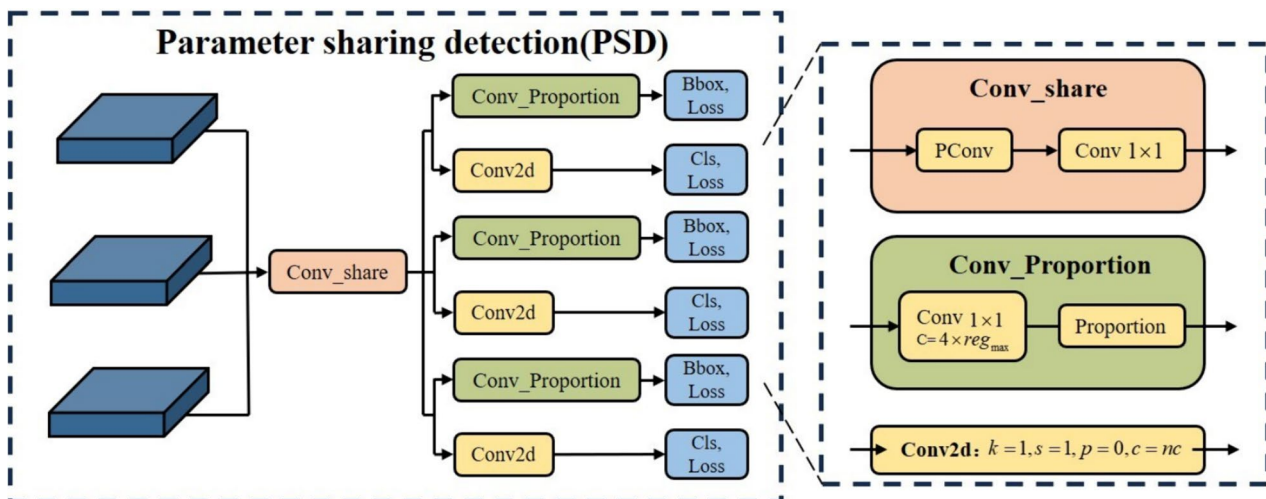 Parameter sharing detection(PSD)
Conv_Proportion
Bbox,
Loss
Conv2d
Cls,
Loss
Conv_Proportion
Bbox,
Loss
Conv_share
Conv2d
Cls,
Loss
Conv_Proportion
Bbox,
Loss
Conv2d
Cls,
Loss
Conv_share
PConv
Conv 1×1
Conv_Proportion
Conv 1×1
C= 4×reg_max
Proportion
Conv2d: k=1,s=1,p=0,c=nc